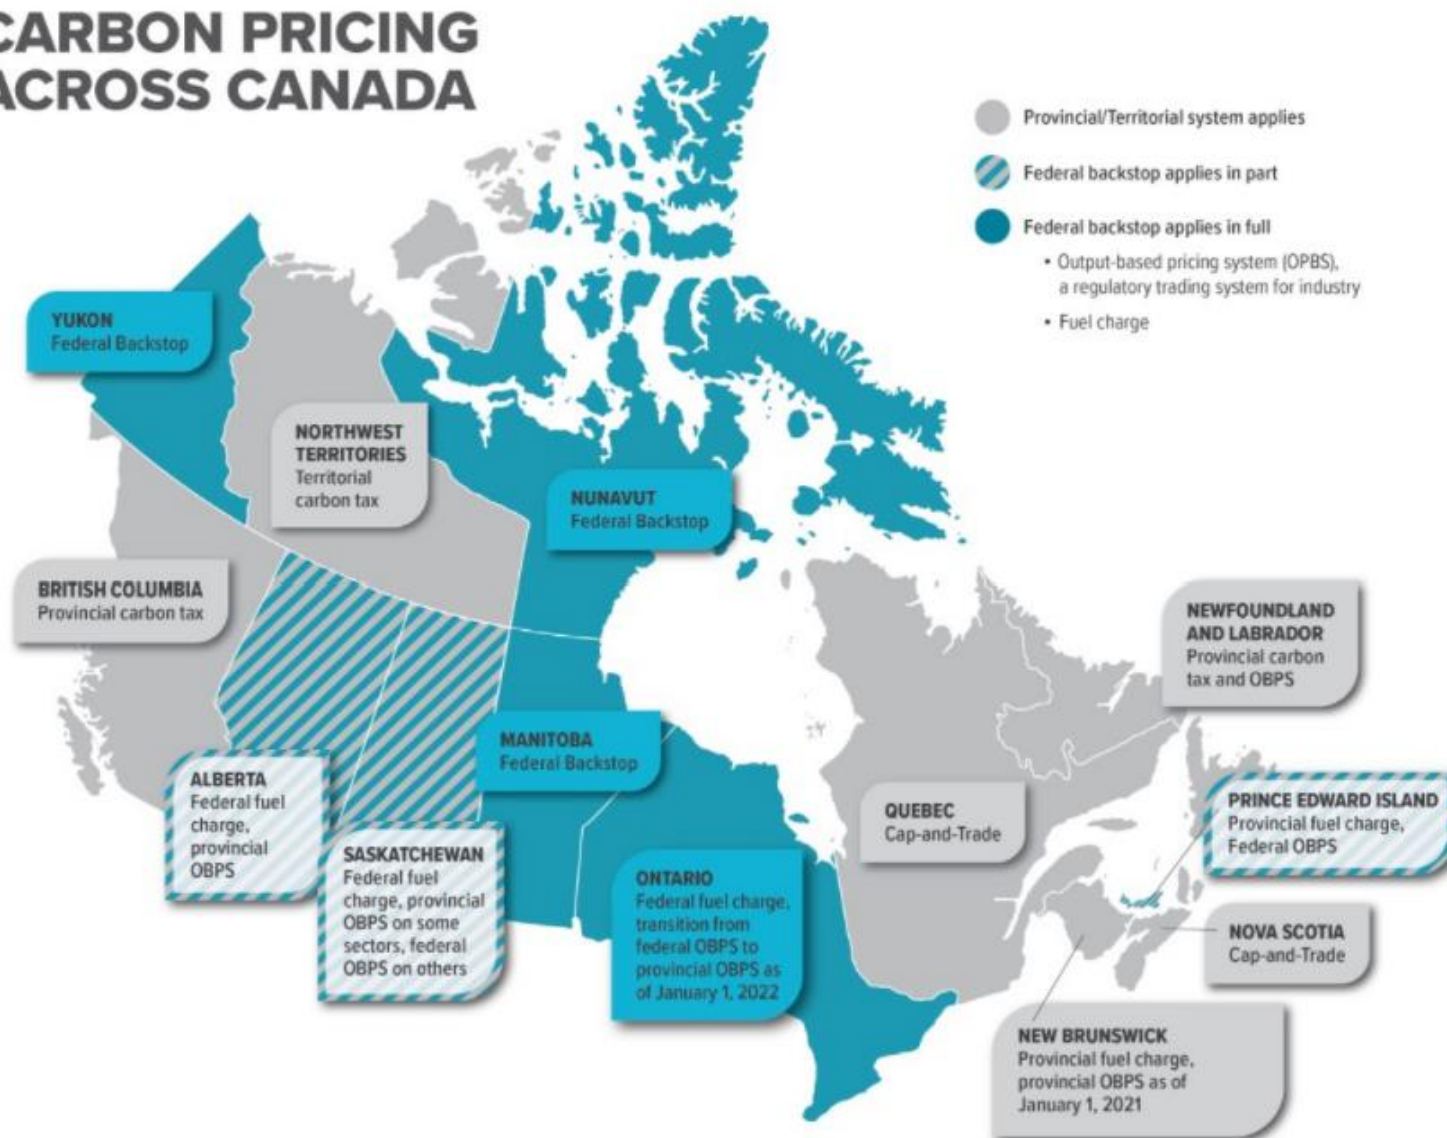 CARBON PRICING
ACROSS CANADA
Provincial/Territorial system applies
Federal backstop applies in part
Federal backstop applies in full
• Output-based pricing system (OPBS),
a regulatory trading system for industry
• Fuel charge
YUKON
Federal Backstop
NORTHWEST
TERRITORIES
Territorial
carbon tax
NUNAVUT
Federal Backstop
BRITISH COLUMBIA
Provincial carbon tax
NEWFOUNDLAND
AND LABRADOR
Provincial carbon
tax and OBPS
MANITOBA
Federal Backstop
ALBERTA
Federal fuel
charge,
provincial
OBPS
SASKATCHEWAN
Federal fuel
charge, provincial
OBPS on some
sectors, federal
OBPS on others
ONTARIO
Federal fuel charge,
transition from
federal OBPS to
provincial OBPS as
of January 1, 2022
QUEBEC
Cap-and-Trade
PRINCE EDWARD ISLAND
Provincial fuel charge,
Federal OBPS
NOVA SCOTIA
Cap-and-Trade
NEW BRUNSWICK
Provincial fuel charge,
provincial OBPS as of
January 1, 2021